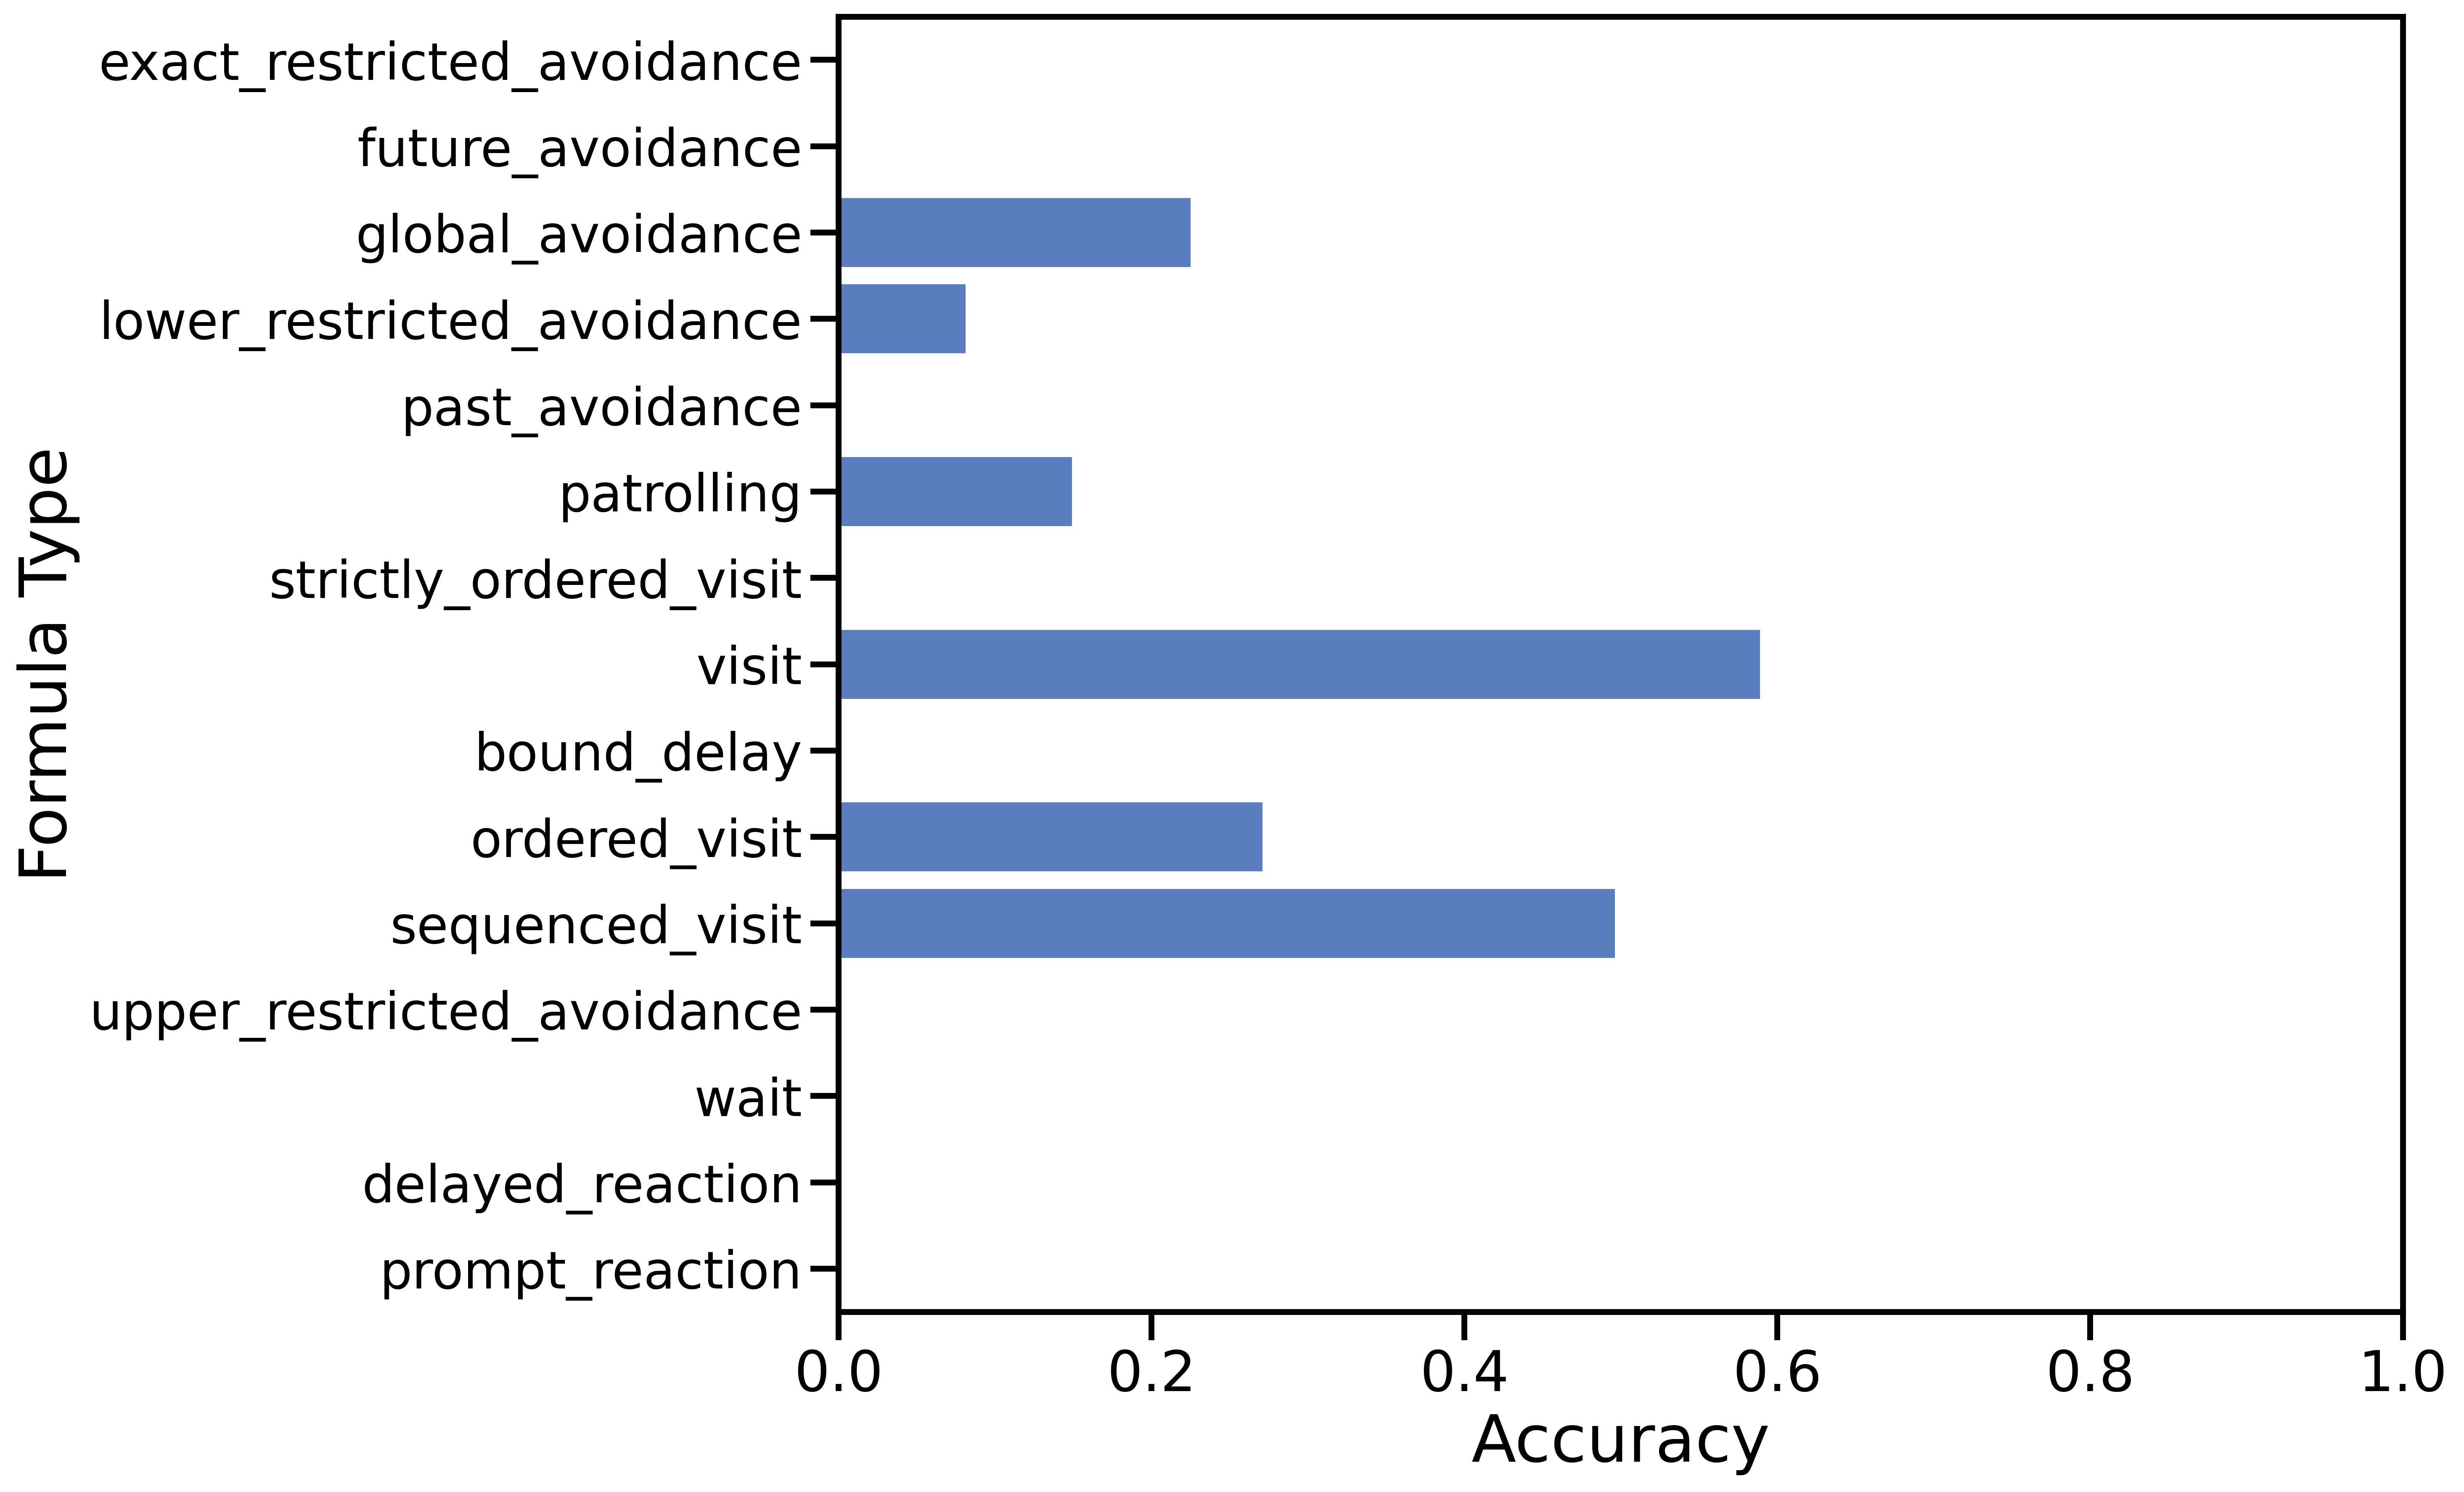 exact_restricted_avoidance
future_avoidance
global_avoidance
lower_restricted_avoidance
past_avoidance
patrolling
strictly_ordered_visit
visit
bound_delay
ordered_visit
sequenced_visit
upper_restricted_avoidance
wait
delayed_reaction
prompt_reaction
Formula Type
0.0 0.2 0.4 0.6 0.8 1.0
Accuracy